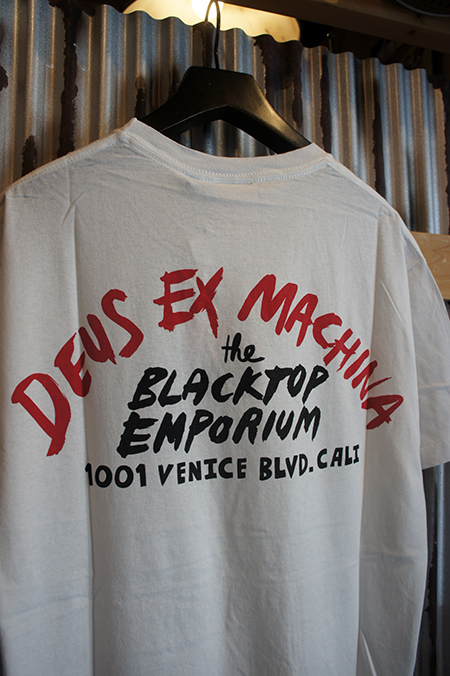 DEUS EX MACHINA
the
BLACKTOP
EMPORIUM
1001 VENICE BLVD. CALI